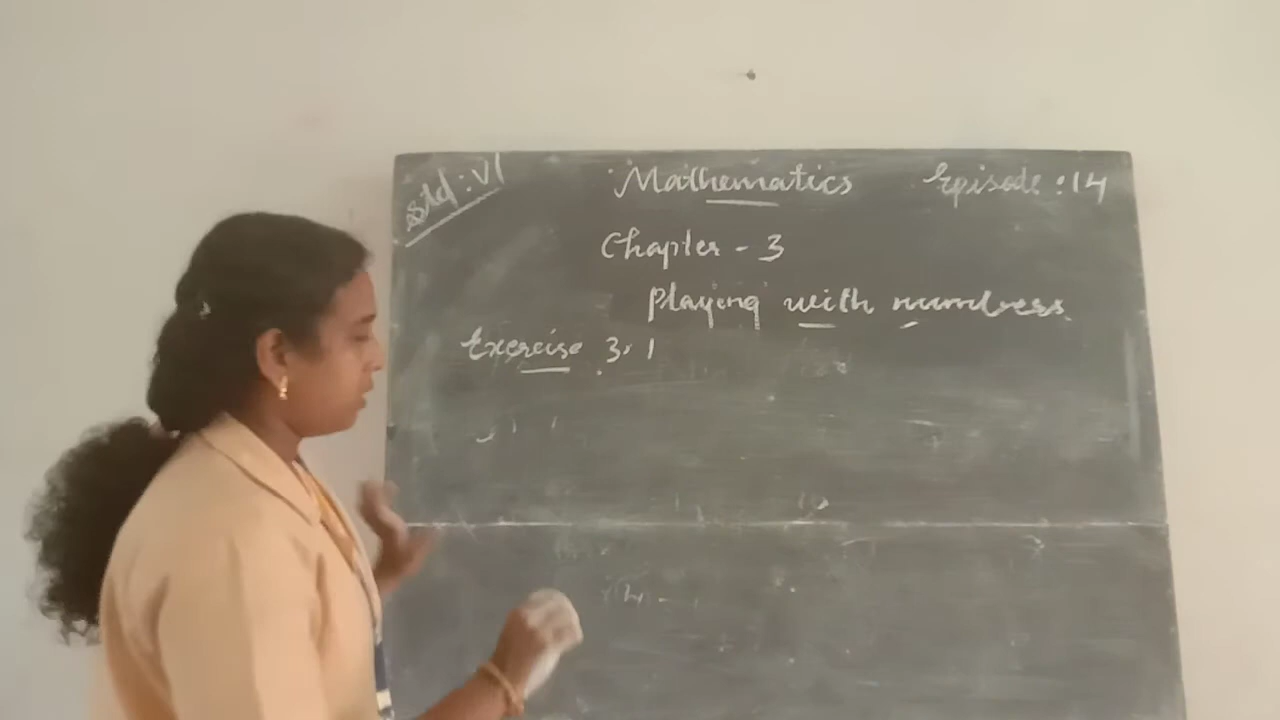 Std : VI
Mathematics
Episode : 14
Chapter - 3
Playing with numbers
Exercise 3.1